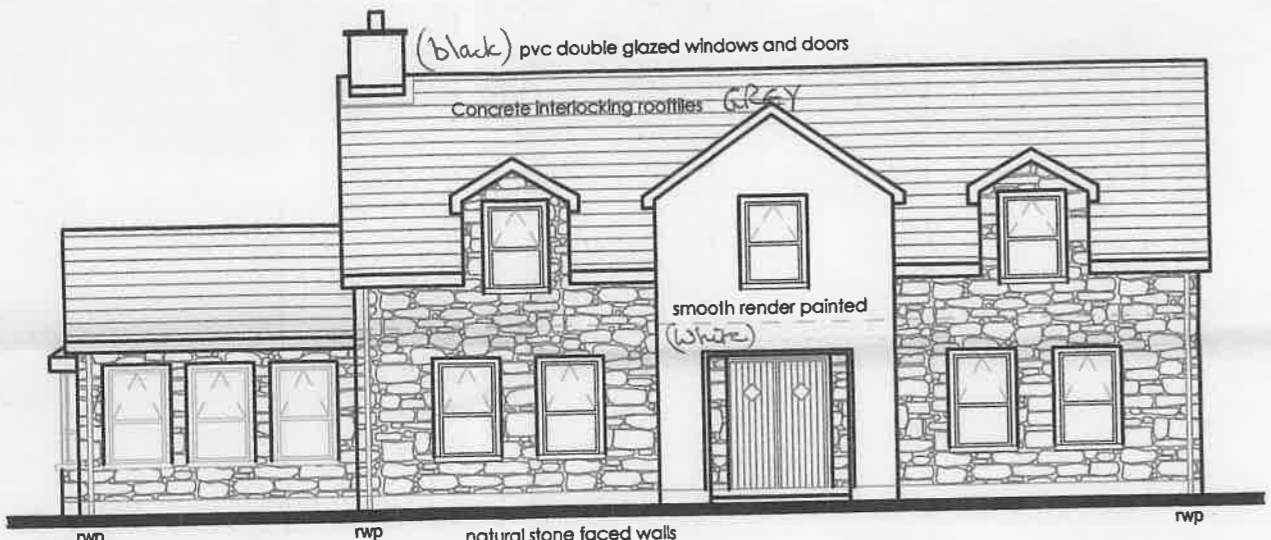 (black) pvc double glazed windows and doors
Concrete interlocking rooftiles GREY
smooth render painted
(white)
rwp
rwp
natural stone faced walls
rwp